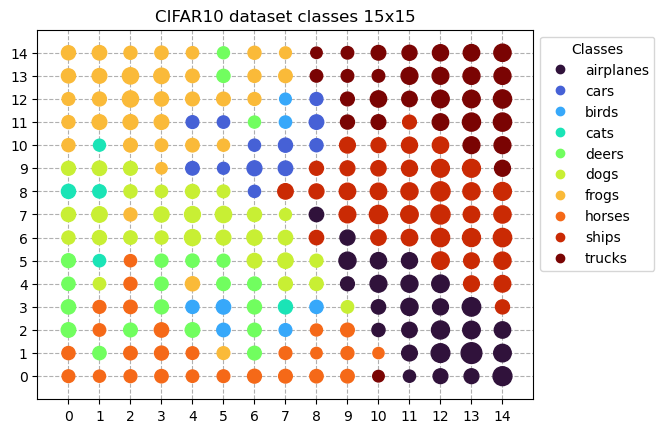 CIFAR10 dataset classes 15x15
14
13
12
11
10
9
8
7
6
5
4
3
2
1
0
0 1 2 3 4 5 6 7 8 9 10 11 12 13 14
Classes
airplanes
cars
birds
cats
deers
dogs
frogs
horses
ships
trucks